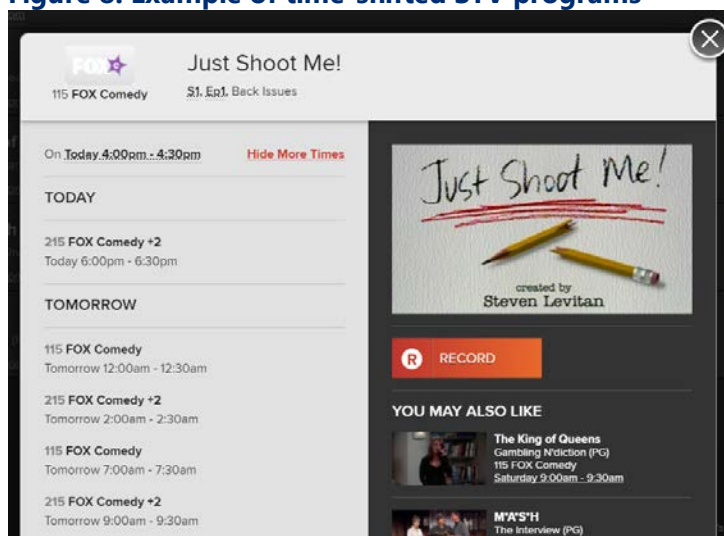 Figure 8: Example of time-shifted STV programs
FOX
Just Shoot Me!
115 FOX Comedy
S1, Ep1, Back Issues
On Today 4:00pm - 4:30pm
Hide More Times
TODAY
215 FOX Comedy +2
Today 6:00pm - 6:30pm
TOMORROW
115 FOX Comedy
Tomorrow 12:00am - 12:30am
215 FOX Comedy +2
Tomorrow 2:00am - 2:30am
115 FOX Comedy
Tomorrow 7:00am - 7:30am
215 FOX Comedy +2
Tomorrow 9:00am - 9:30am
Just Shoot Me!
created by
Steven Levitan
R RECORD
YOU MAY ALSO LIKE
The King of Queens
Gambling N'diction (PG)
115 FOX Comedy
Saturday 9:00am - 9:30am
M*A*S*H
The Interview (PG)